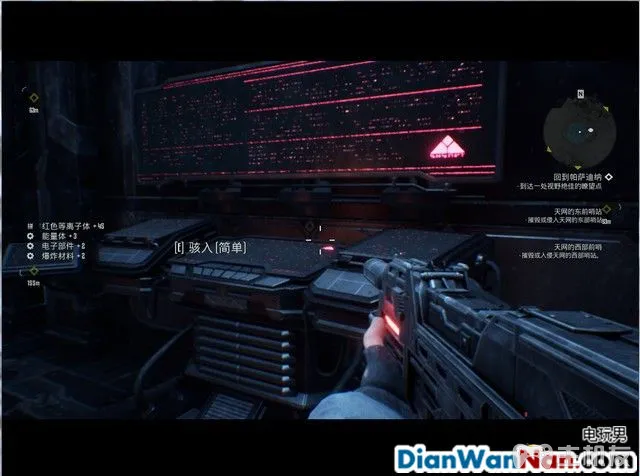 N
62m
回到帕萨迪纳
-到达一处视野绝佳的瞭望点
天网的东前哨站
-摧毁或侵入天网的东部哨站。
天网的西部前哨
-摧毁或侵入天网的西部哨站。
红色等离子体 +48
能量体 +3
电子部件 +2
爆炸材料 +2
[E] 骇入 [简单]
155m
电玩男
DianWanNan.com